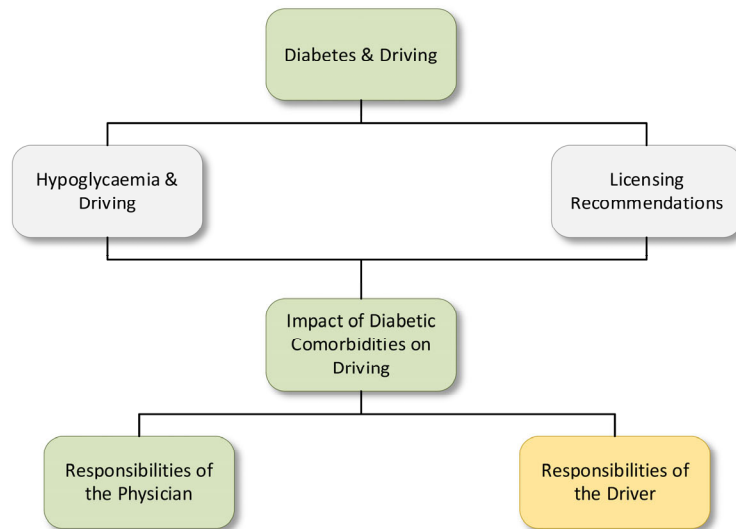 Diabetes & Driving
Hypoglycaemia &
Driving
Licensing
Recommendations
Impact of Diabetic
Comorbidities on
Driving
Responsibilities of
the Physician
Responsibilities of
the Driver